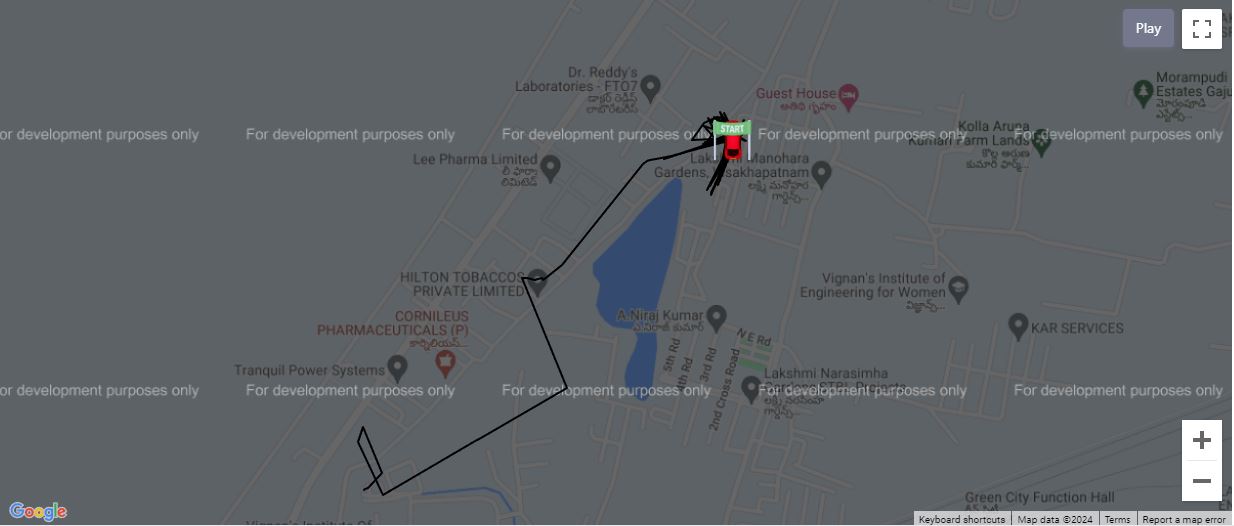 Play
Dr. Reddy's
Laboratories - FTO7
డాక్టర్ రెడ్డీస్
లాబొరేటరీస్
Guest House
అతిథి గృహం
Morampudi
Estates Gaju
For development purposes only
For development purposes only
For development purposes only
For development purposes only
For development purposes only
START
Kolla Aruna
Kumari Farm Lands
కొల్ల అరుణ
కుమారి ఫార్మ్...
Lee Pharma Limited
లీ ఫార్మా
లిమిటెడ్
Lakshmi Manohara
Gardens, Visakhapatnam
లక్ష్మి మనోహర
గార్డెన్స్...
HILTON TOBACCOS
PRIVATE LIMITED
Vignan's Institute of
Engineering for Women
విజ్ఞాన్స్...
CORNILEUS
PHARMACEUTICALS (P)
కార్నిలియస్...
A.Niraj Kumar
ఎ.నిరాజ్ కుమార్
KAR SERVICES
N E Rd
5th Rd
4th Rd
3rd Rd
2nd Cross Road
Tranquil Power Systems
Lakshmi Narasimha
లక్ష్మి నరసింహ
గార్డెన్స్...
For development purposes only
For development purposes only
For development purposes only
For development purposes only
For development purposes only
Green City Function Hall
Vignan's Institute Of
Google
Keyboard shortcuts
Map data ©2024
Terms
Report a map error